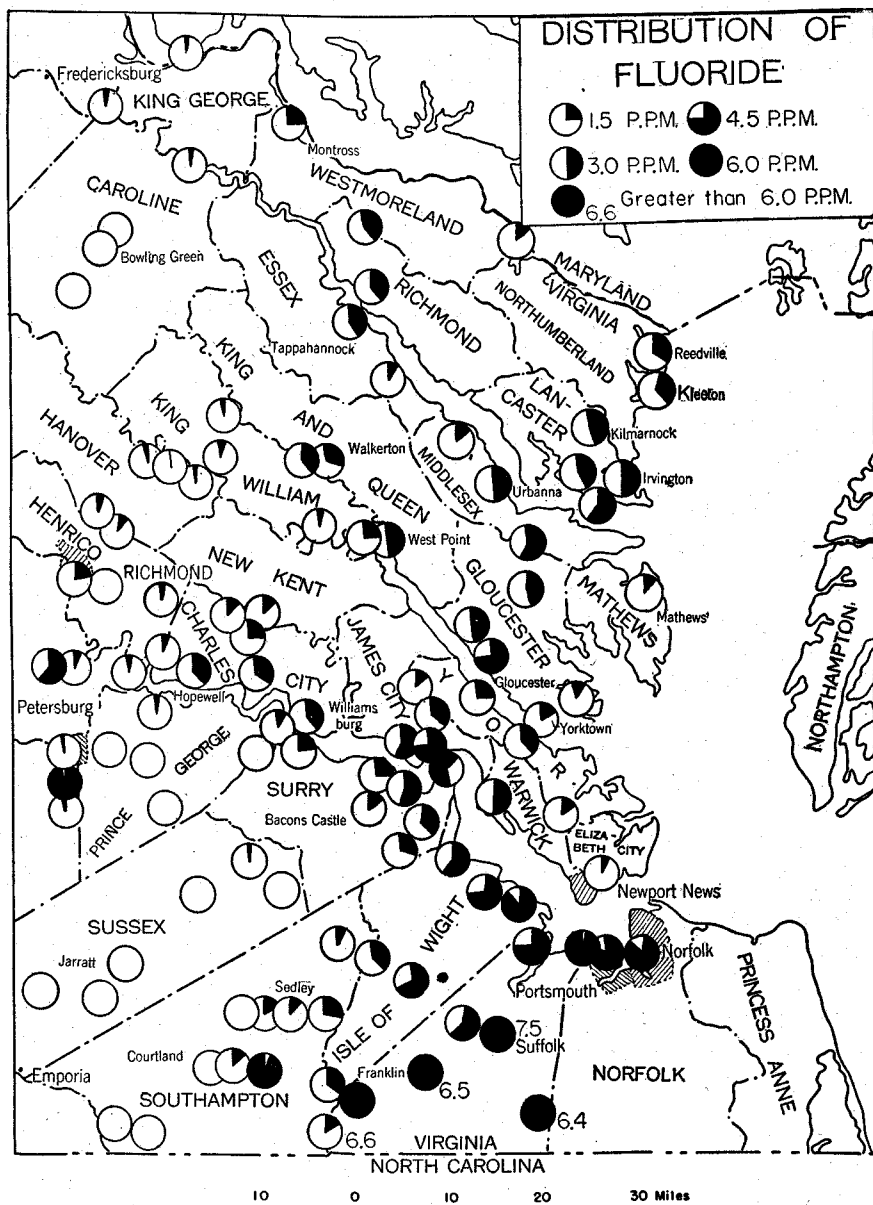 DISTRIBUTION OF
FLUORIDE
1.5 P.P.M.
4.5 P.P.M.
3.0 P.P.M.
6.0 P.P.M.
6.6 Greater than 6.0 P.P.M.
Fredericksburg
KING GEORGE
Montross
WESTMORELAND
CAROLINE
Bowling Green
ESSEX
RICHMOND
MARYLAND
VIRGINIA
NORTHUMBERLAND
Tappahannock
Reedville
KING
AND
QUEEN
LAN-
CASTER
Kilmarnock
KING
WILLIAM
Walkerton
MIDDLESEX
Urbanna
Irvington
HANOVER
HENRICO
RICHMOND
NEW
KENT
West Point
GLOUCESTER
MATHEWS
Mathews
NORTHAMPTON
CHARLES
CITY
JAMES CITY
Gloucester
Petersburg
Hopewell
Williams
burg
Y
O
R
Yorktown
PRINCE
GEORGE
SURRY
WARWICK
Bacons Castle
ELIZA-
BETH CITY
Newport News
SUSSEX
Jarratt
WIGHT
ISLE OF
Norfolk
Portsmouth
PRINCESS
ANNE
Sedley
7.5
Suffolk
Courtland
Emporia
Franklin
6.5
NORFOLK
SOUTHAMPTON
6.4
6.6
VIRGINIA
NORTH CAROLINA
10 0 10 20 30 Miles